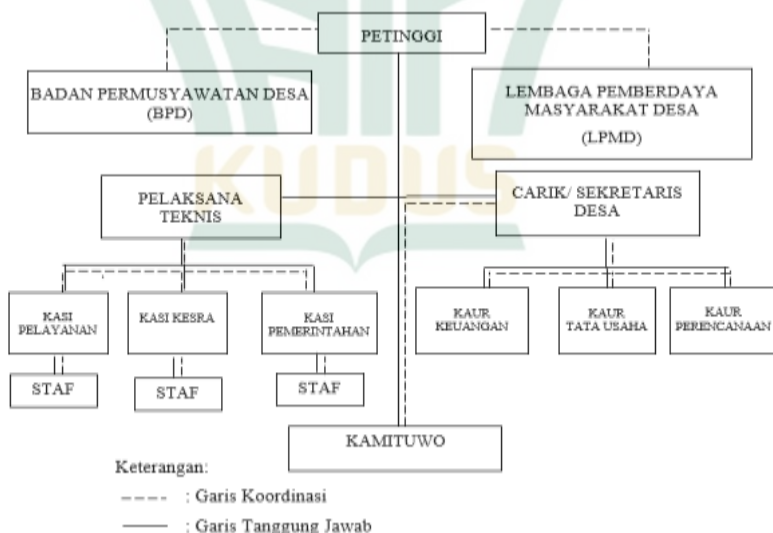 PETINGGI
BADAN PERMUSYAWATAN DESA
(BPD)
LEMBAGA PEMBERDAYA
MASYARAKAT DESA
(LPMD)
KUDUS
PELAKSANA
TEKNIS
CARIK/ SEKRETARIS
DESA
KASI
PELAYANAN
KASI KESRA
KASI
PEMERINTAHAN
KAUR
KEUANGAN
KAUR
TATA USAHA
KAUR
PERENCANAAN
STAF
STAF
STAF
KAMITUWO
Keterangan:
---- : Garis Koordinasi
—— : Garis Tanggung Jawab